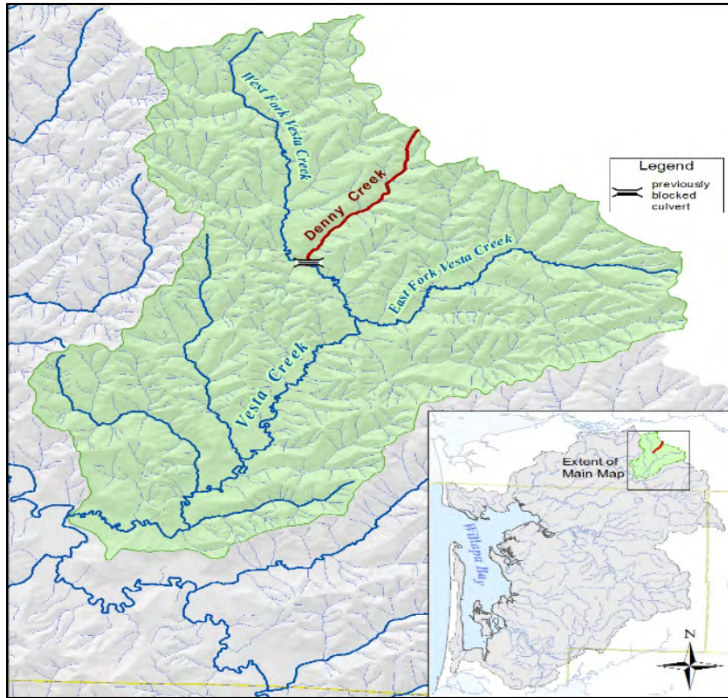 West Fork Vesta Creek
Denny Creek
East Fork Vesta Creek
Vesta Creek
Legend
previously
blocked
culvert
Extent of
Main Map
Willapa Bay
N